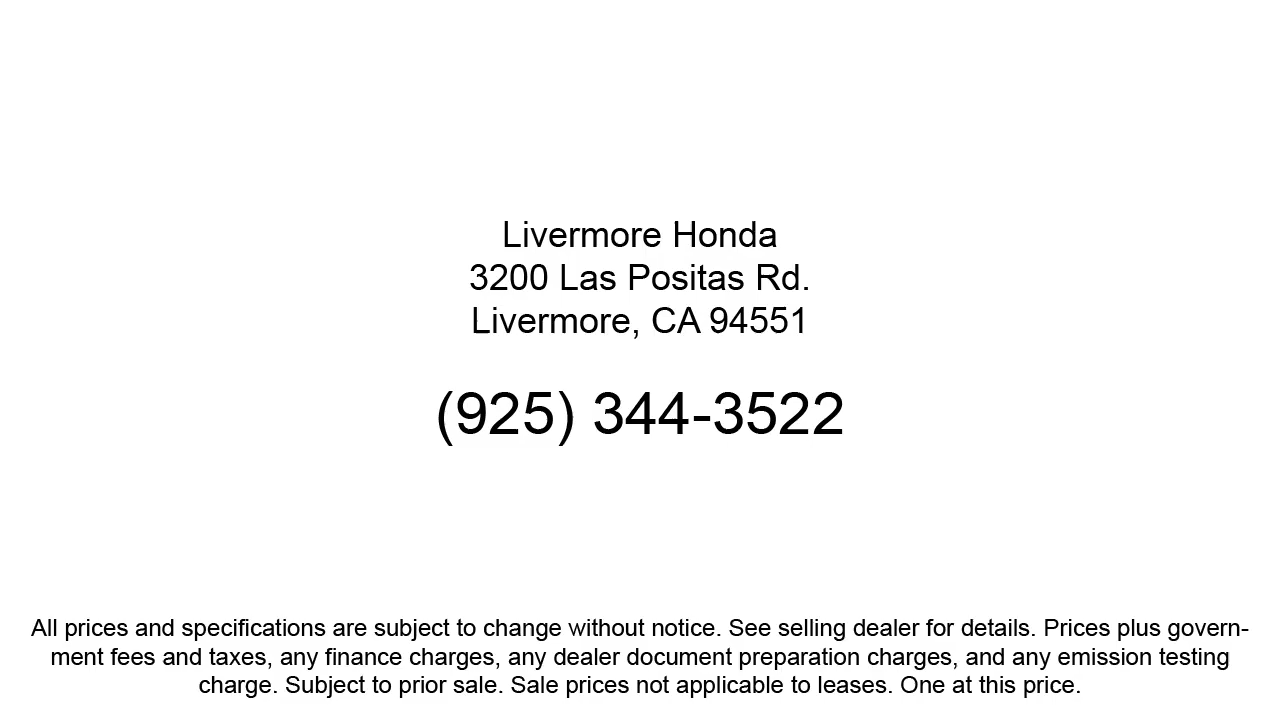 Livermore Honda
3200 Las Positas Rd.
Livermore, CA 94551
(925) 344-3522
All prices and specifications are subject to change without notice. See selling dealer for details. Prices plus govern-
ment fees and taxes, any finance charges, any dealer document preparation charges, and any emission testing
charge. Subject to prior sale. Sale prices not applicable to leases. One at this price.